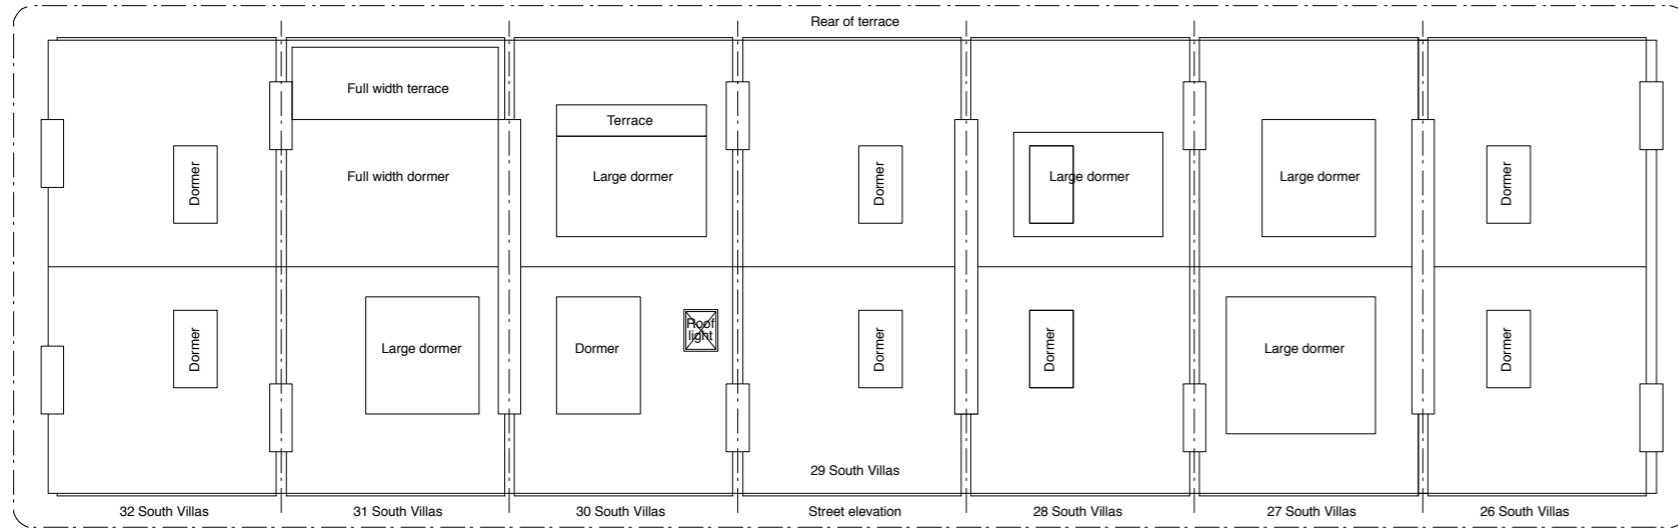 Rear of terrace
Full width terrace
Terrace
Dormer
Full width dormer
Large dormer
Dormer
Large dormer
Large dormer
Dormer
Dormer
Large dormer
Dormer
Roof
light
Dormer
Dormer
Large dormer
Dormer
29 South Villas
32 South Villas
31 South Villas
30 South Villas
Street elevation
28 South Villas
27 South Villas
26 South Villas